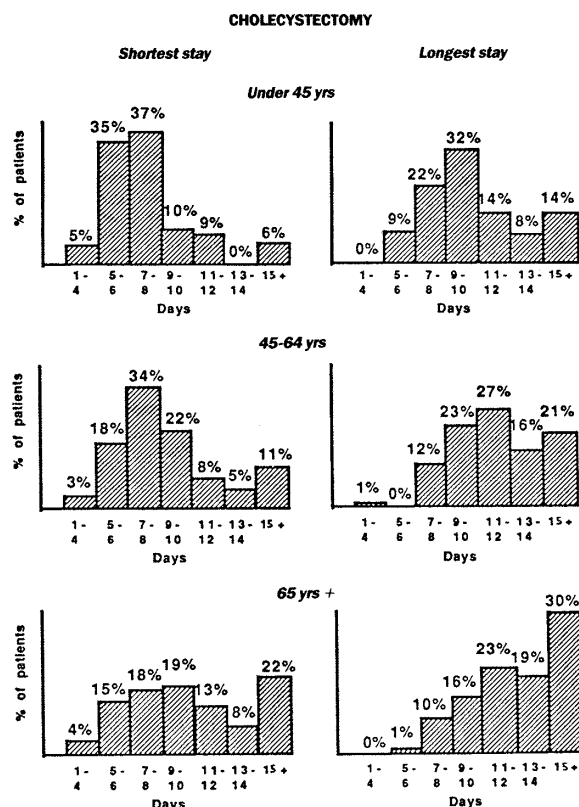 CHOLECYSTECTOMY
Shortest stay
Longest stay
Under 45 yrs
% of patients
5%
35%
37%
10%
9%
0%
6%
1 - 5 - 7 - 9 - 11 - 13 - 15 +
4 6 8 10 12 14
Days
0%
9%
22%
32%
14%
8%
14%
1 - 5 - 7 - 9 - 11 - 13 - 15 +
4 6 8 10 12 14
Days
45-64 yrs
% of patients
3%
18%
34%
22%
8%
5%
11%
1 - 5 - 7 - 9 - 11 - 13 - 15 +
4 6 8 10 12 14
Days
1%
0%
12%
23%
27%
16%
21%
1 - 5 - 7 - 9 - 11 - 13 - 15 +
4 6 8 10 12 14
Days
65 yrs +
% of patients
4%
15%
18%
19%
13%
8%
22%
1 - 5 - 7 - 9 - 11 - 13 - 15 +
4 6 8 10 12 14
Days
0%
1%
10%
16%
23%
19%
30%
1 - 5 - 7 - 9 - 11 - 13 - 15 +
4 6 8 10 12 14
Days